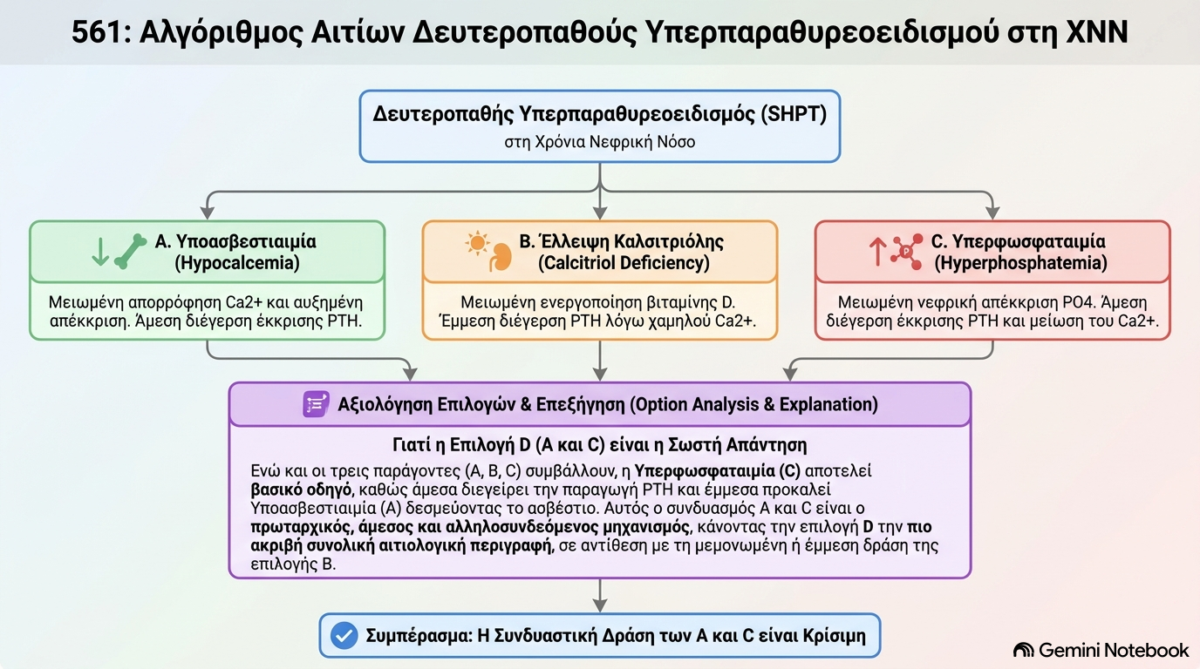 561: Αλγόριθμος Αιτίων Δευτεροπαθούς Υπερπαραθυρεοειδισμού στη ΧΝΝ
Δευτεροπαθής Υπερπαραθυρεοειδισμός (SHPT)
στη Χρόνια Νεφρική Νόσο
A. Υποασβεστιαιμία
(Hypocalcemia)
Μειωμένη απορρόφηση Ca2+ και αυξημένη
απέκκριση. Άμεση διέγερση έκκρισης PTH.
B. Έλλειψη Καλσιτριόλης
(Calcitriol Deficiency)
Μειωμένη ενεργοποίηση βιταμίνης D.
Έμμεση διέγερση PTH λόγω χαμηλού Ca2+.
C. Υπερφωσφαταιμία
(Hyperphosphatemia)
Μειωμένη νεφρική απέκκριση PO4. Άμεση
διέγερση έκκρισης PTH και μείωση του Ca2+.
Αξιολόγηση Επιλογών & Επεξήγηση (Option Analysis & Explanation)
Γιατί η Επιλογή D (A και C) είναι η Σωστή Απάντηση
Ενώ και οι τρεις παράγοντες (A, B, C) συμβάλλουν, η Υπερφωσφαταιμία (C) αποτελεί
βασικό οδηγό, καθώς άμεσα διεγείρει την παραγωγή PTH και έμμεσα προκαλεί
Υποασβεστιαιμία (A) δεσμεύοντας το ασβέστιο. Αυτός ο συνδυασμός A και C είναι ο
πρωταρχικός, άμεσος και αλληλοσυνδεόμενος μηχανισμός, κάνοντας την επιλογή D την πιο
ακριβή συνολική αιτιολογική περιγραφή, σε αντίθεση με τη μεμονωμένη ή έμμεση δράση της
επιλογής B.
Συμπέρασμα: Η Συνδυαστική Δράση των A και C είναι Κρίσιμη
Gemini Notebook